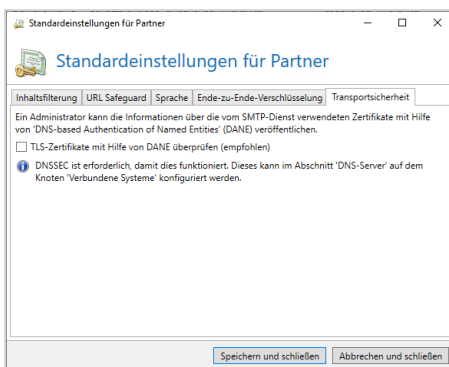 Standardeinstellungen für Partner
Standardeinstellungen für Partner
Inhaltsfilterung URL Safeguard Sprache Ende-zu-Ende-Verschlüsselung Transportsicherheit
Ein Administrator kann die Informationen über die vom SMTP-Dienst verwendeten Zertifikate mit Hilfe
von 'DNS-based Authentication of Named Entities' (DANE) veröffentlichen.
TLS-Zertifikate mit Hilfe von DANE überprüfen (empfohlen)
DNSSEC ist erforderlich, damit dies funktioniert. Dieses kann im Abschnitt 'DNS-Server' auf dem
Knoten 'Verbundene Systeme' konfiguriert werden.
Speichern und schließen Abbrechen und schließen